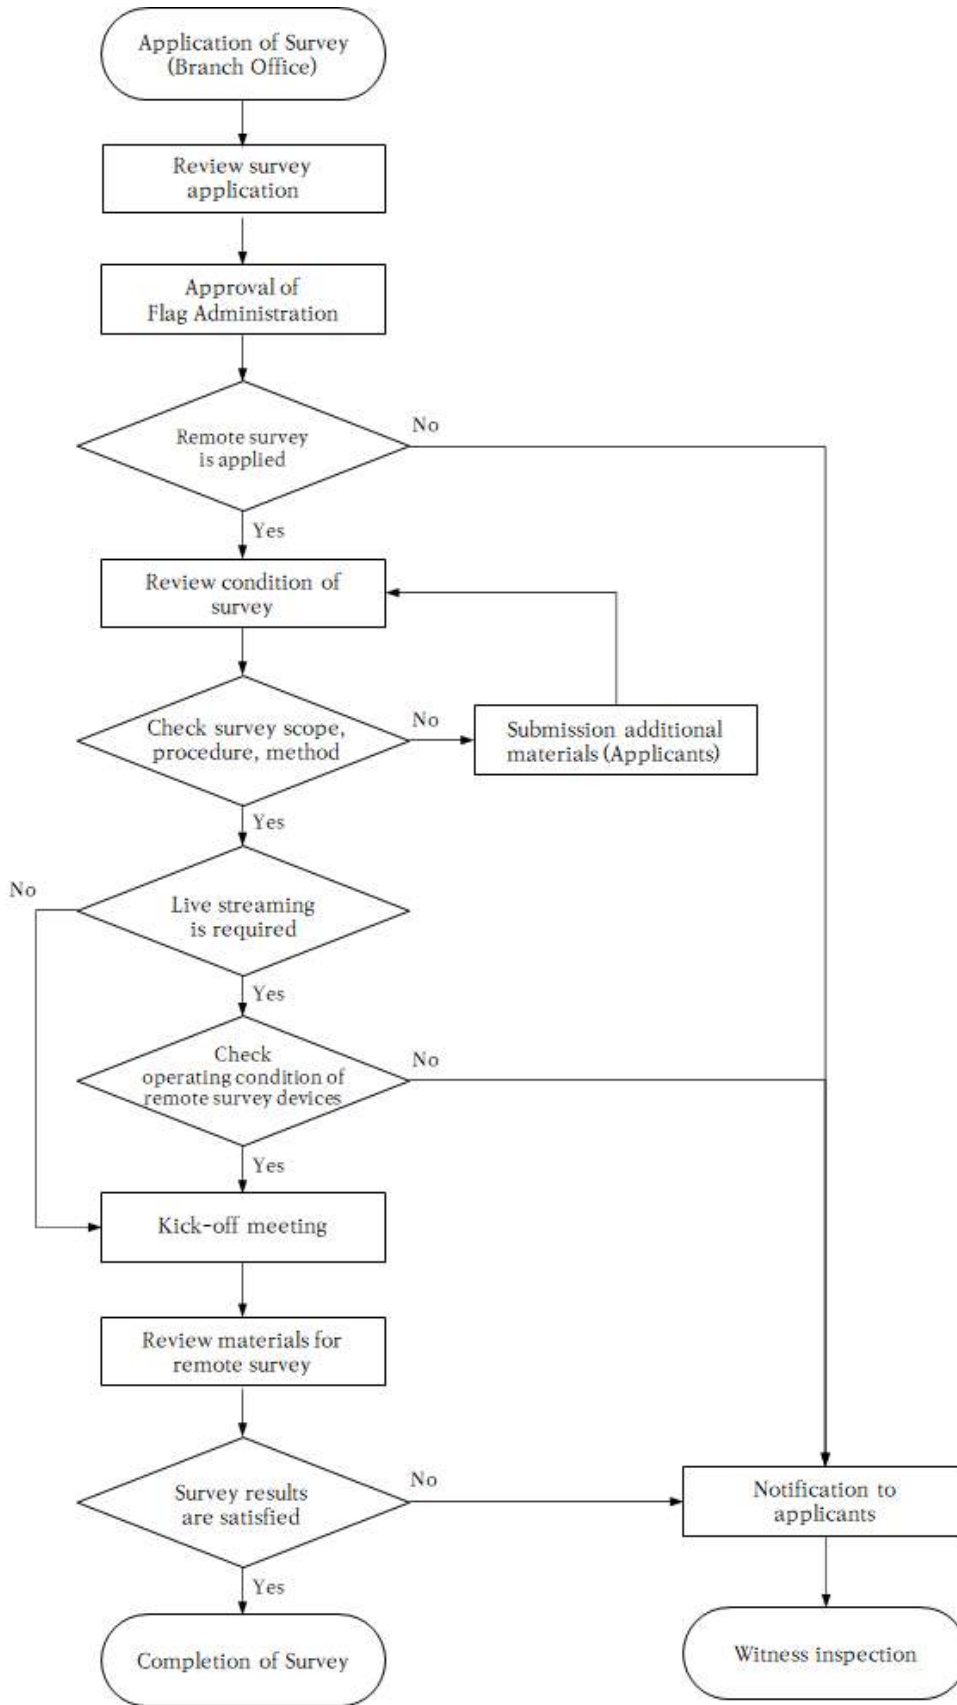 Application of Survey
(Branch Office)
Review survey
application
Approval of
Flag Administration
Remote survey
is applied
No
Yes
Review condition of
survey
Check survey scope,
procedure, method
No
Submission additional
materials (Applicants)
Yes
Live streaming
is required
No
Yes
Check
operating condition of
remote survey devices
No
Yes
Kick-off meeting
Review materials for
remote survey
Survey results
are satisfied
No
Notification to
applicants
Yes
Completion of Survey
Witness inspection